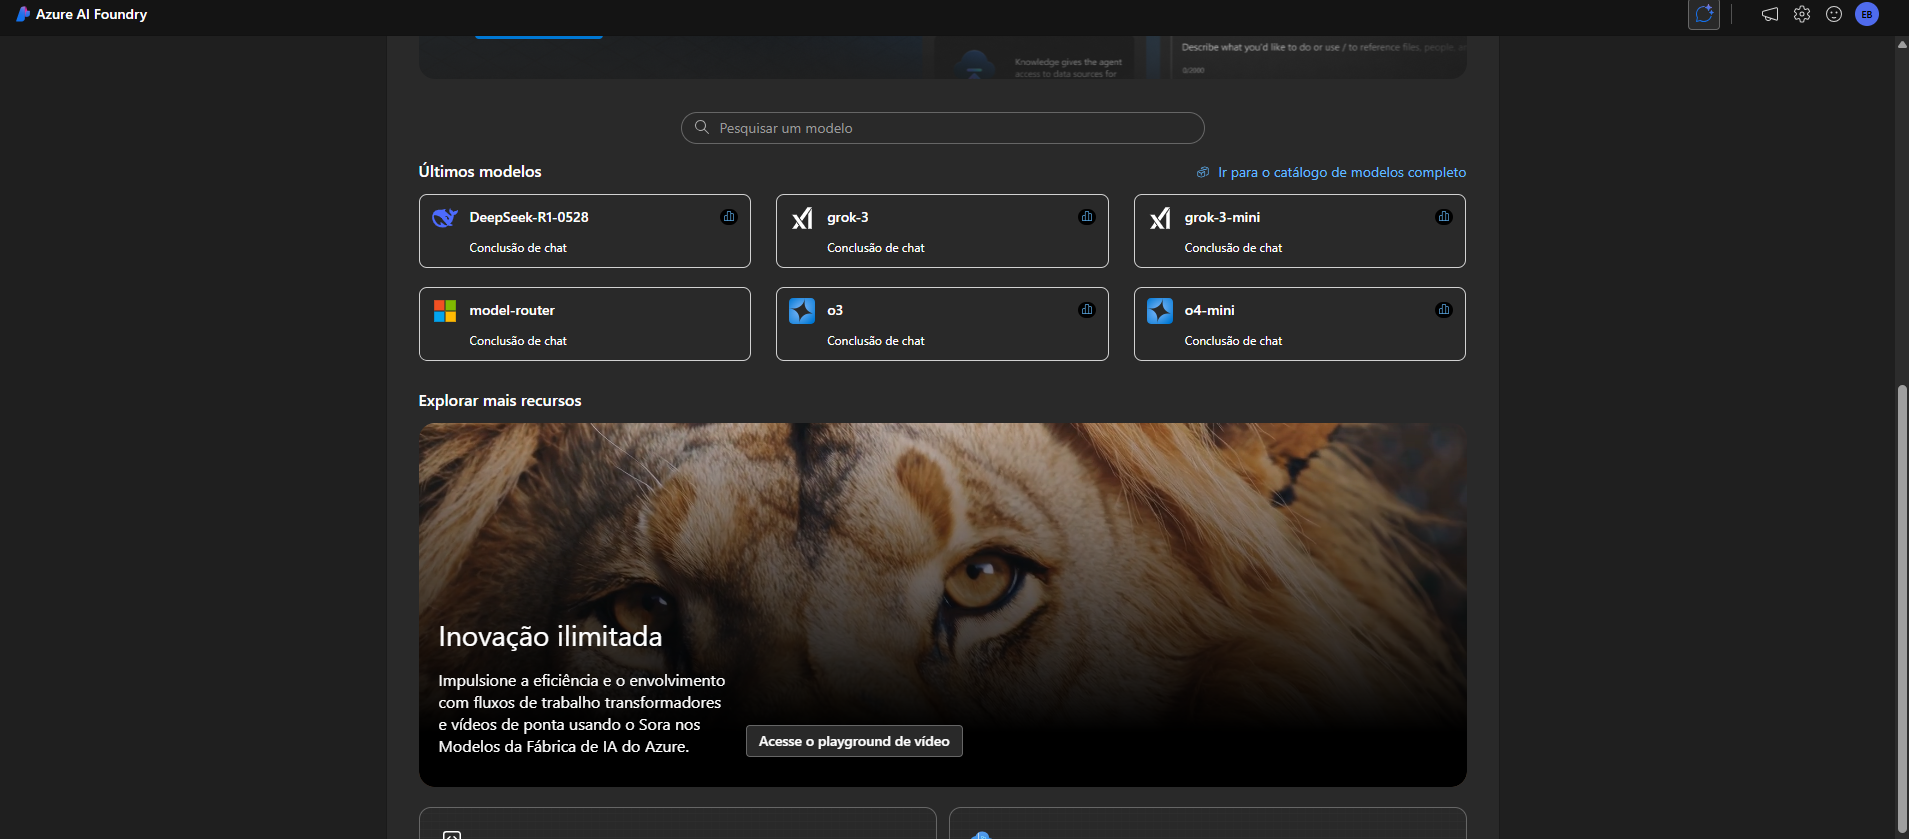 Azure AI Foundry
EB
Knowledge gives the agent
access to data sources for
Describe what you'd like to do or use / to reference files, people,
0/2000
Pesquisar um modelo
Últimos modelos
Ir para o catálogo de modelos completo
DeepSeek-R1-0528
Conclusão de chat
grok-3
Conclusão de chat
grok-3-mini
Conclusão de chat
model-router
Conclusão de chat
o3
Conclusão de chat
o4-mini
Conclusão de chat
Explorar mais recursos
Inovação ilimitada
Impulsione a eficiência e o envolvimento
com fluxos de trabalho transformadores
e vídeos de ponta usando o Sora nos
Modelos da Fábrica de IA do Azure.
Acesse o playground de vídeo